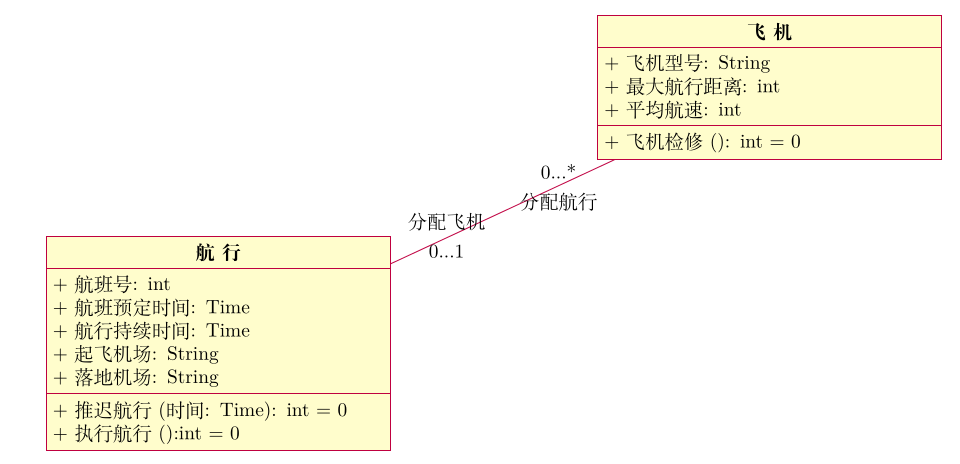 飞 机
+ 飞机型号: String
+ 最大航行距离: int
+ 平均航速: int
+ 飞机检修 (): int = 0
0...*
分配航行
分配飞机
0...1
航 行
+ 航班号: int
+ 航班预定时间: Time
+ 航行持续时间: Time
+ 起飞机场: String
+ 落地机场: String
+ 推迟航行 (时间: Time): int = 0
+ 执行航行 ():int = 0